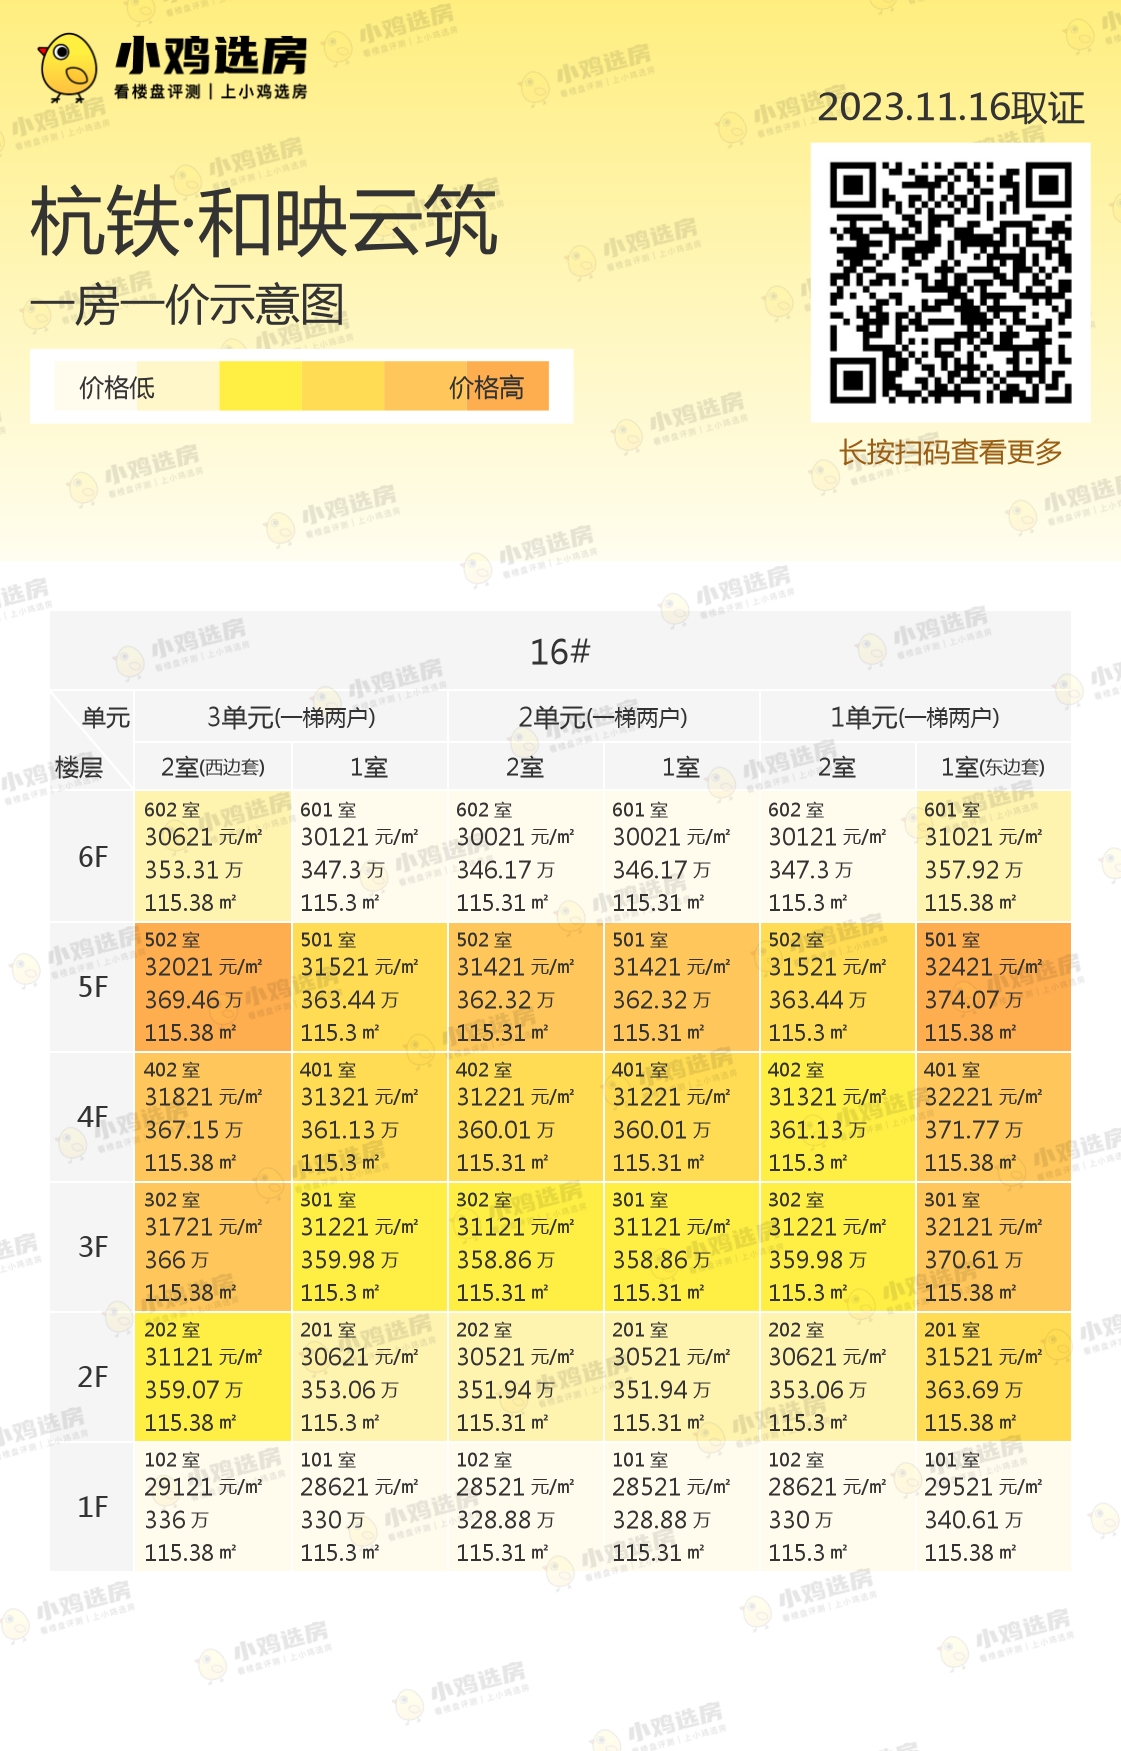 小鸡选房
看楼盘评测|上小鸡选房
2023.11.16取证
杭铁·和映云筑
一房一价示意图
价格低 价格高
长按扫码查看更多
16#
单元 3单元(一梯两户) 2单元(一梯两户) 1单元(一梯两户)
楼层 2室(西边套) 1室 2室 1室 2室 1室(东边套)
602 室 601 室 602 室 601 室 602 室 601 室
30621 元/㎡ 30121 元/㎡ 30021 元/㎡ 30021 元/㎡ 30121 元/㎡ 31021 元/㎡
6F
353.31 万 347.3 万 346.17 万 346.17 万 347.3 万 357.92 万
115.38 ㎡ 115.3 ㎡ 115.31 ㎡ 115.31 ㎡ 115.3 ㎡ 115.38 ㎡
502 室 501 室 502 室 501 室 502 室 501 室
32021 元/㎡ 31521 元/㎡ 31421 元/㎡ 31421 元/㎡ 31521 元/㎡ 32421 元/㎡
5F
369.46 万 363.44 万 362.32 万 362.32 万 363.44 万 374.07 万
115.38 ㎡ 115.3 ㎡ 115.31 ㎡ 115.31 ㎡ 115.3 ㎡ 115.38 ㎡
402 室 401 室 402 室 401 室 402 室 401 室
31821 元/㎡ 31321 元/㎡ 31221 元/㎡ 31221 元/㎡ 31321 元/㎡ 32221 元/㎡
4F
367.15 万 361.13 万 360.01 万 360.01 万 361.13 万 371.77 万
115.38 ㎡ 115.3 ㎡ 115.31 ㎡ 115.31 ㎡ 115.3 ㎡ 115.38 ㎡
302 室 301 室 302 室 301 室 302 室 301 室
31721 元/㎡ 31221 元/㎡ 31121 元/㎡ 31121 元/㎡ 31221 元/㎡ 32121 元/㎡
3F
366 万 359.98 万 358.86 万 358.86 万 359.98 万 370.61 万
115.38 ㎡ 115.3 ㎡ 115.31 ㎡ 115.31 ㎡ 115.3 ㎡ 115.38 ㎡
202 室 201 室 202 室 201 室 202 室 201 室
31121 元/㎡ 30621 元/㎡ 30521 元/㎡ 30521 元/㎡ 30621 元/㎡ 31521 元/㎡
2F
359.07 万 353.06 万 351.94 万 351.94 万 353.06 万 363.69 万
115.38 ㎡ 115.3 ㎡ 115.31 ㎡ 115.31 ㎡ 115.3 ㎡ 115.38 ㎡
102 室 101 室 102 室 101 室 102 室 101 室
29121 元/㎡ 28621 元/㎡ 28521 元/㎡ 28521 元/㎡ 28621 元/㎡ 29521 元/㎡
1F
336 万 330 万 328.88 万 328.88 万 330 万 340.61 万
115.38 ㎡ 115.3 ㎡ 115.31 ㎡ 115.31 ㎡ 115.3 ㎡ 115.38 ㎡